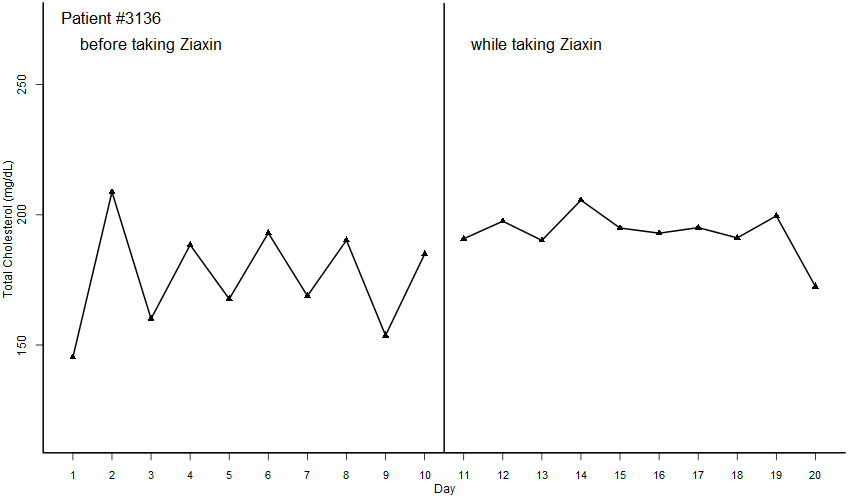 Patient #3136
before taking Ziaxin
while taking Ziaxin
Total Cholesterol (mg/dL)
250
200
150
1 2 3 4 5 6 7 8 9 10 11 12 13 14 15 16 17 18 19 20
Day